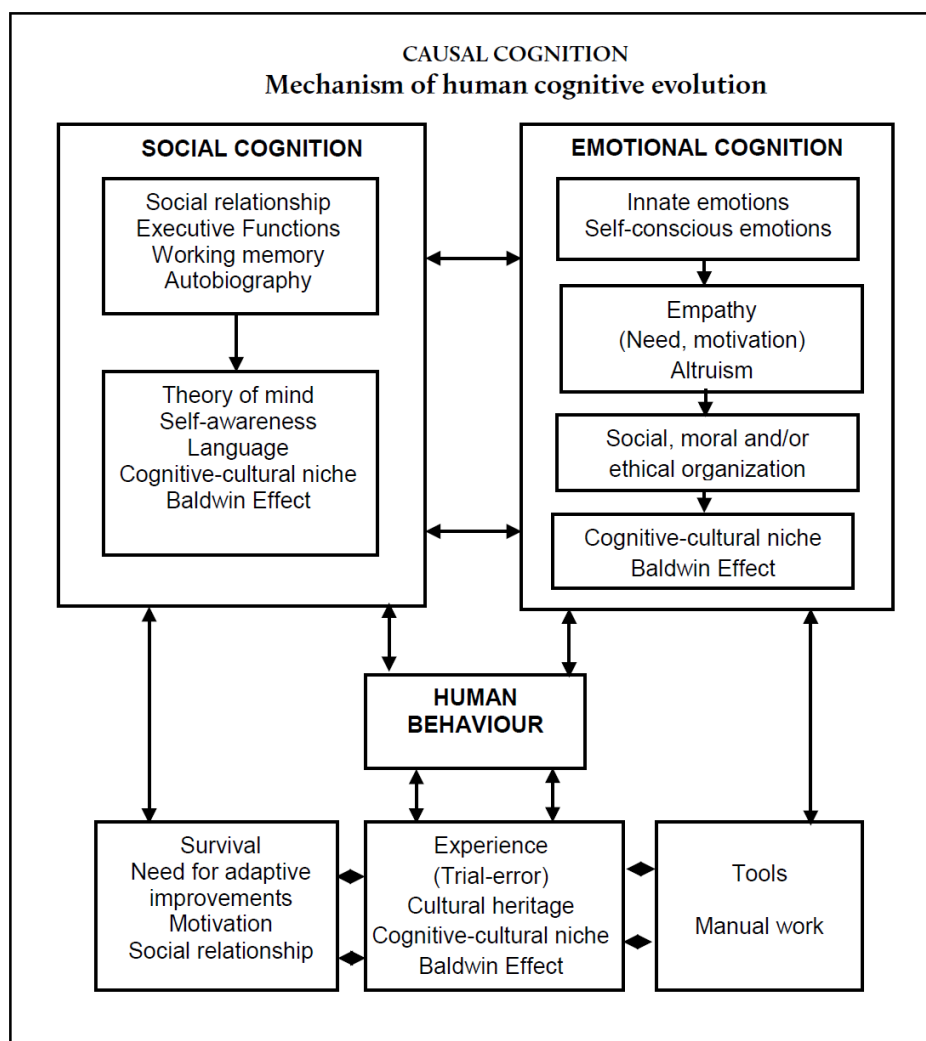 CAUSAL COGNITION
Mechanism of human cognitive evolution
SOCIAL COGNITION
Social relationship
Executive Functions
Working memory
Autobiography
Theory of mind
Self-awareness
Language
Cognitive-cultural niche
Baldwin Effect
EMOTIONAL COGNITION
Innate emotions
Self-conscious emotions
Empathy
(Need, motivation)
Altruism
Social, moral and/or
ethical organization
Cognitive-cultural niche
Baldwin Effect
HUMAN
BEHAVIOUR
Survival
Need for adaptive
improvements
Motivation
Social relationship
Experience
(Trial-error)
Cultural heritage
Cognitive-cultural niche
Baldwin Effect
Tools
Manual work